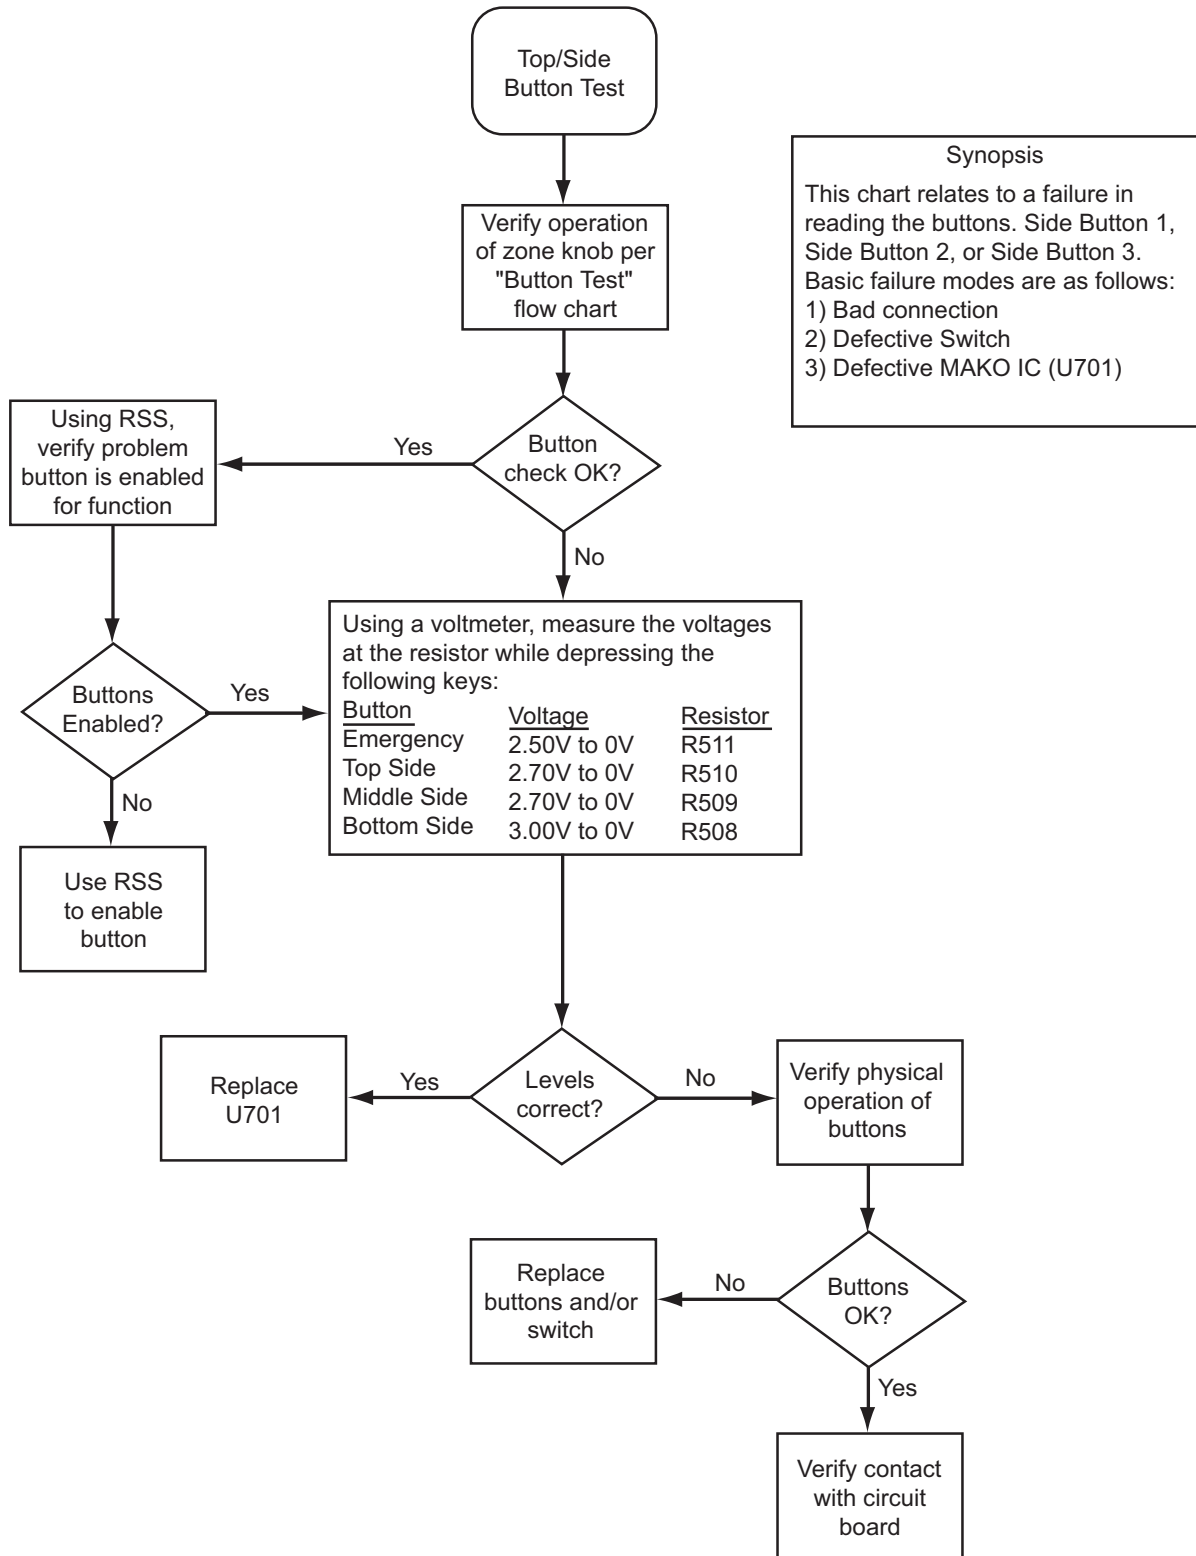 Top/Side
Button Test
Synopsis
This chart relates to a failure in
reading the buttons. Side Button 1,
Side Button 2, or Side Button 3.
Basic failure modes are as follows:
1) Bad connection
2) Defective Switch
3) Defective MAKO IC (U701)
Verify operation
of zone knob per
"Button Test"
flow chart
Button
check OK?
Yes
No
Using RSS,
verify problem
button is enabled
for function
Buttons
Enabled?
Yes
No
Use RSS
to enable
button
Using a voltmeter, measure the voltages
at the resistor while depressing the
following keys:
Button Voltage Resistor
Emergency 2.50V to 0V R511
Top Side 2.70V to 0V R510
Middle Side 2.70V to 0V R509
Bottom Side 3.00V to 0V R508
Levels
correct?
Yes
No
Replace
U701
Verify physical
operation of
buttons
Buttons
OK?
No
Yes
Replace
buttons and/or
switch
Verify contact
with circuit
board